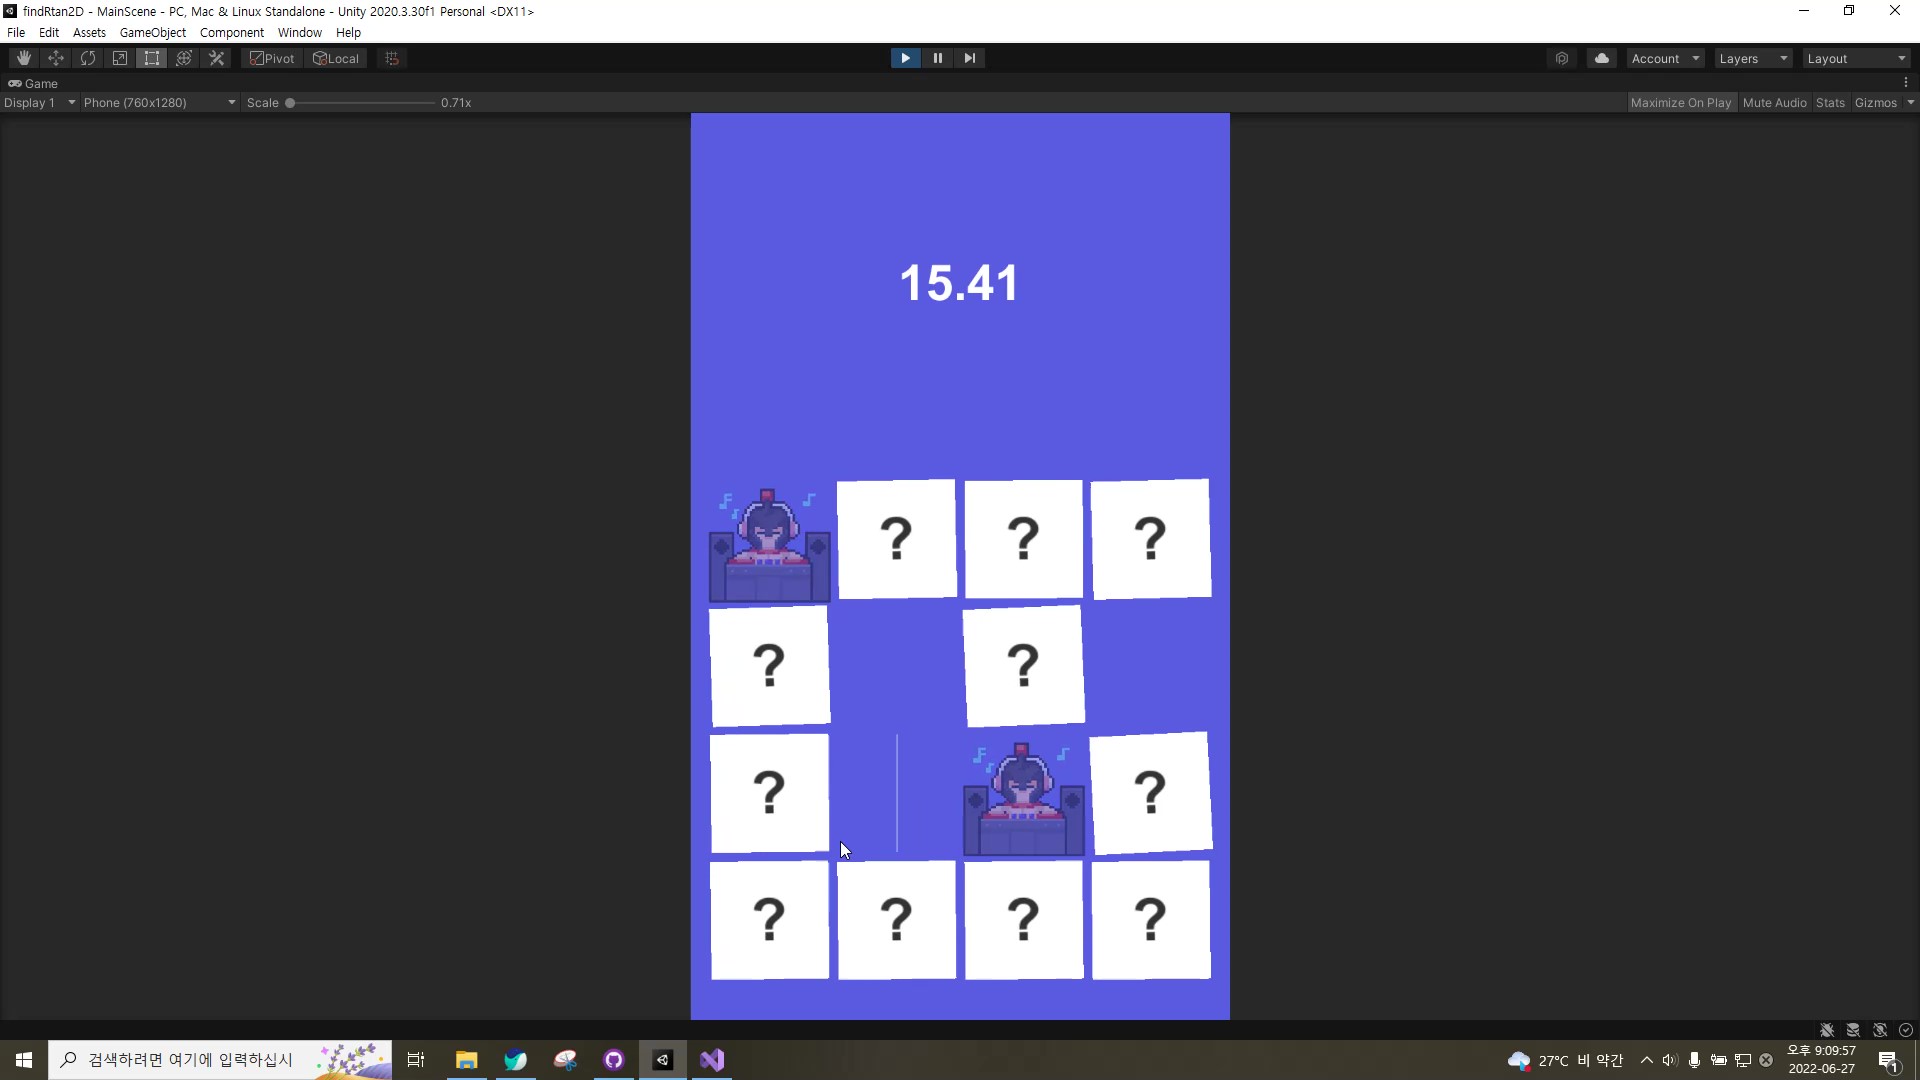 findRtan2D - MainScene - PC, Mac & Linux Standalone - Unity 2020.3.30f1 Personal <DX11>
File Edit Assets GameObject Component Window Help
Pivot Local Account Layers Layout
Game
Display 1 Phone (760x1280) Scale 0.71x Maximize On Play Mute Audio Stats Gizmos
15.41
? ? ?
? ?
? ?
? ? ? ?
검색하려면 여기에 입력하십시 27°C 비 약간 오후 9:09:57
2022-06-27 1